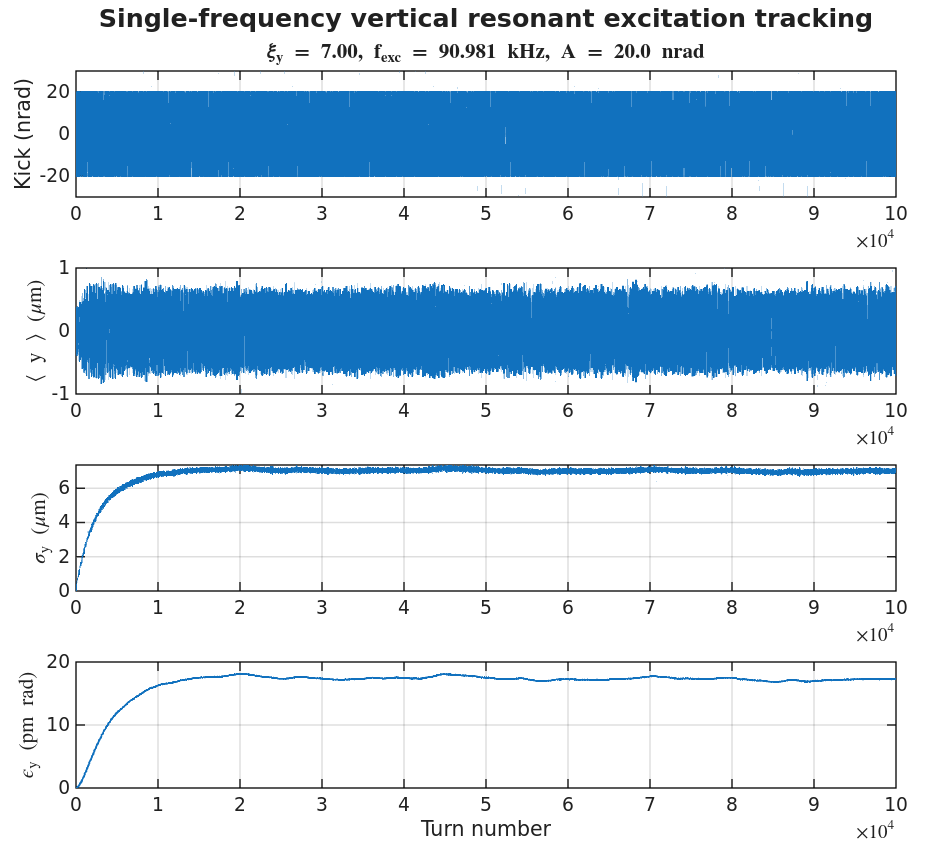 Single-frequency vertical resonant excitation tracking
ξy = 7.00, fexc = 90.981 kHz, A = 20.0 nrad
Kick (nrad)
20
0
-20
0 1 2 3 4 5 6 7 8 9 10
×10^4
⟨ y ⟩ (μm)
1
0
-1
0 1 2 3 4 5 6 7 8 9 10
×10^4
σy (μm)
6
4
2
0
0 1 2 3 4 5 6 7 8 9 10
×10^4
ϵy (pm rad)
20
10
0
0 1 2 3 4 5 6 7 8 9 10
Turn number
×10^4